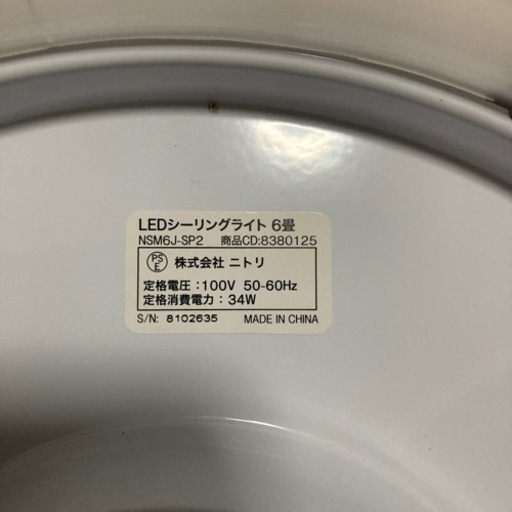 LEDシーリングライト 6畳
NSM6J-SP2 商品CD:8380125
PSE 株式会社 ニトリ
定格電圧:100V 50-60Hz
定格消費電力:34W
S/N: 8102635 MADE IN CHINA